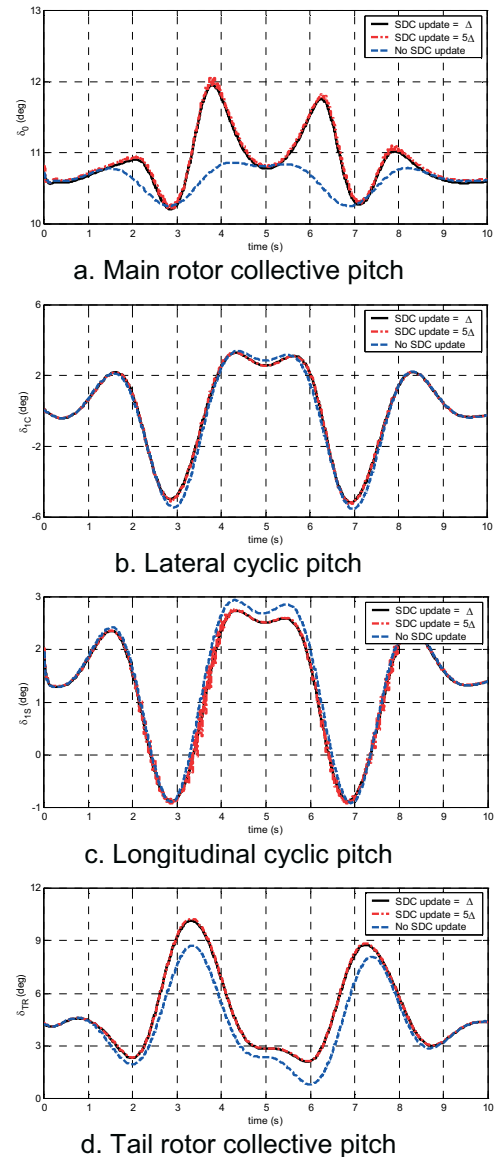 13
12
11
10
δ0 (deg)
SDC update = Δ
SDC update = 5Δ
No SDC update
0 1 2 3 4 5 6 7 8 9 10
time (s)
a. Main rotor collective pitch
6
2
-2
-6
δ1C (deg)
SDC update = Δ
SDC update = 5Δ
No SDC update
0 1 2 3 4 5 6 7 8 9 10
time (s)
b. Lateral cyclic pitch
3
2
1
0
-1
δ1S (deg)
SDC update = Δ
SDC update = 5Δ
No SDC update
0 1 2 3 4 5 6 7 8 9 10
time (s)
c. Longitudinal cyclic pitch
12
9
6
3
0
δTR (deg)
SDC update = Δ
SDC update = 5Δ
No SDC update
0 1 2 3 4 5 6 7 8 9 10
time (s)
d. Tail rotor collective pitch